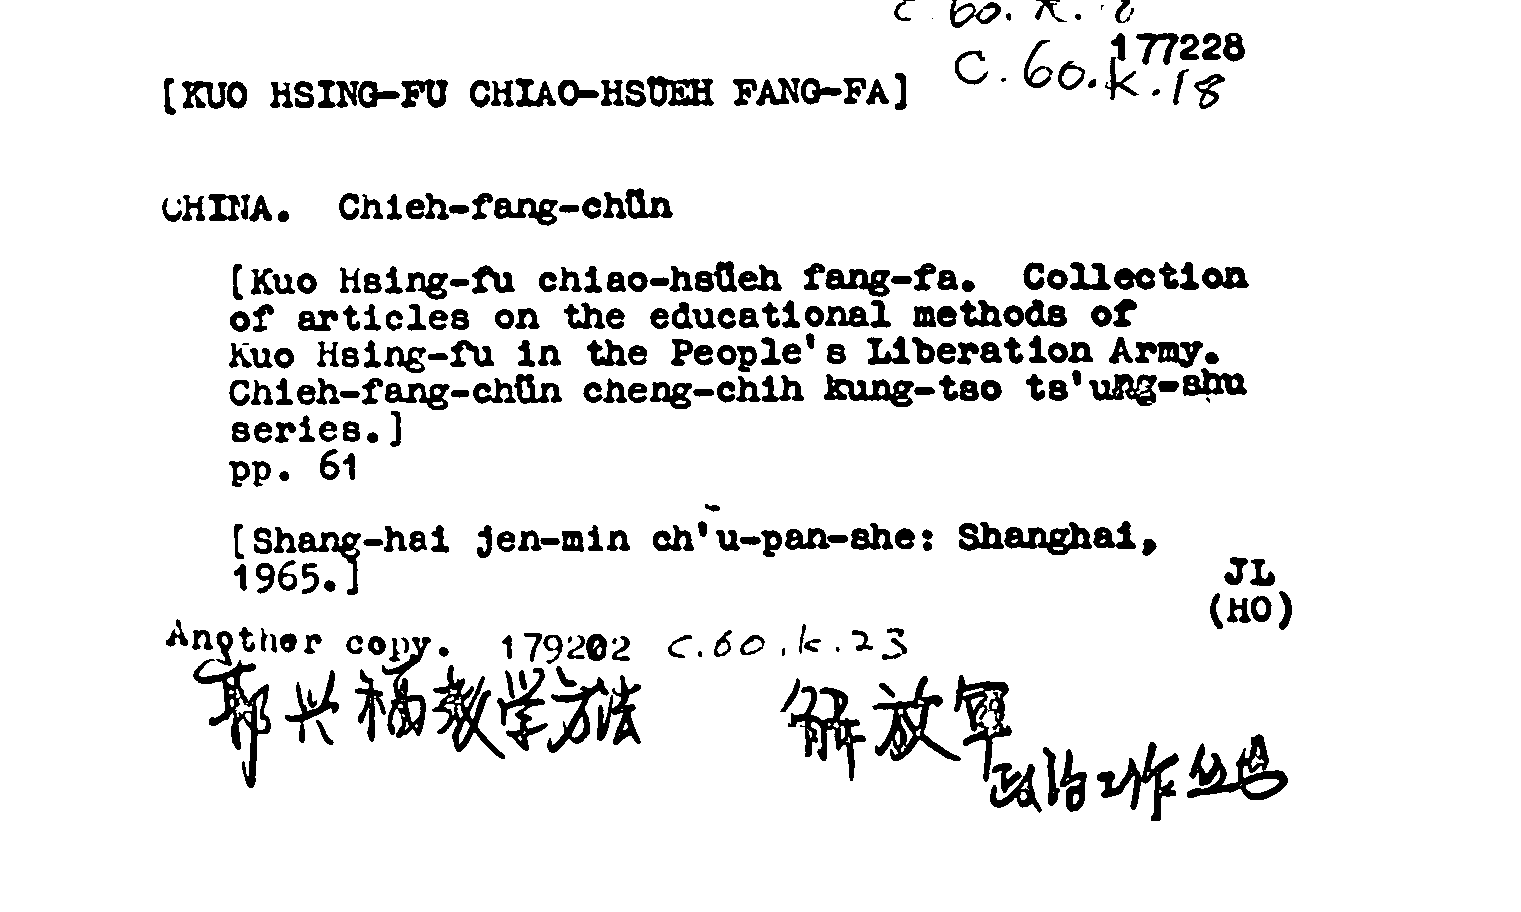 177228
c.60.k.18
[KUO HSING-FU CHIAO-HSÜEH FANG-FA]
CHINA. Chieh-fang-chün
[Kuo Hsing-fu chiao-hsüeh fang-fa. Collection
of articles on the educational methods of
Kuo Hsing-fu in the People's Liberation Army.
Chieh-fang-chün cheng-chih kung-tso ts'ung-shu
series.]
pp. 61
[Shang-hai jen-min ch'u-pan-she: Shanghai,
1965.]
JL
(HO)
Another copy. 179202 c.60.k.23
郭兴福教学方法 解放军
政治工作丛